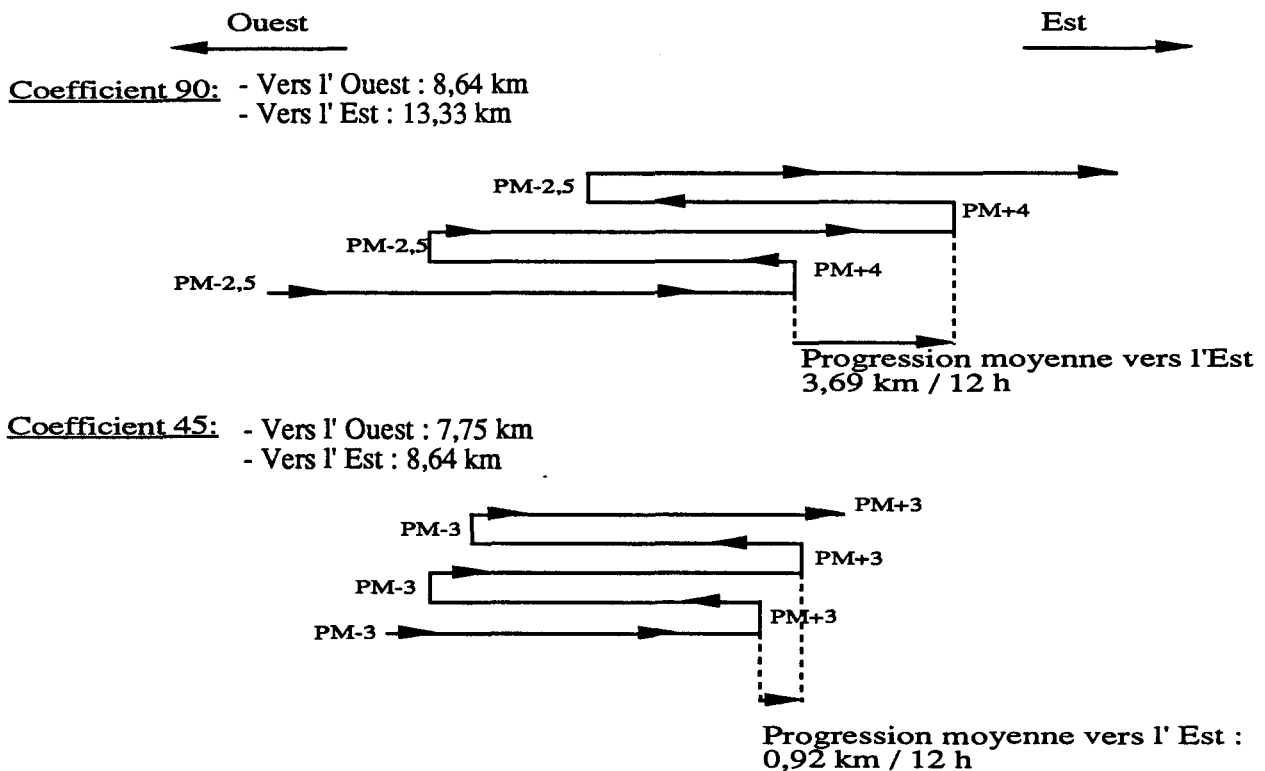 Ouest
Est
Coefficient 90: - Vers l' Ouest : 8,64 km
- Vers l' Est : 13,33 km
PM-2,5
PM+4
PM-2,5
PM+4
PM-2,5
Progression moyenne vers l'Est
3,69 km / 12 h
Coefficient 45: - Vers l' Ouest : 7,75 km
- Vers l' Est : 8,64 km
PM+3
PM-3
PM+3
PM-3
PM+3
PM-3
Progression moyenne vers l' Est :
0,92 km / 12 h